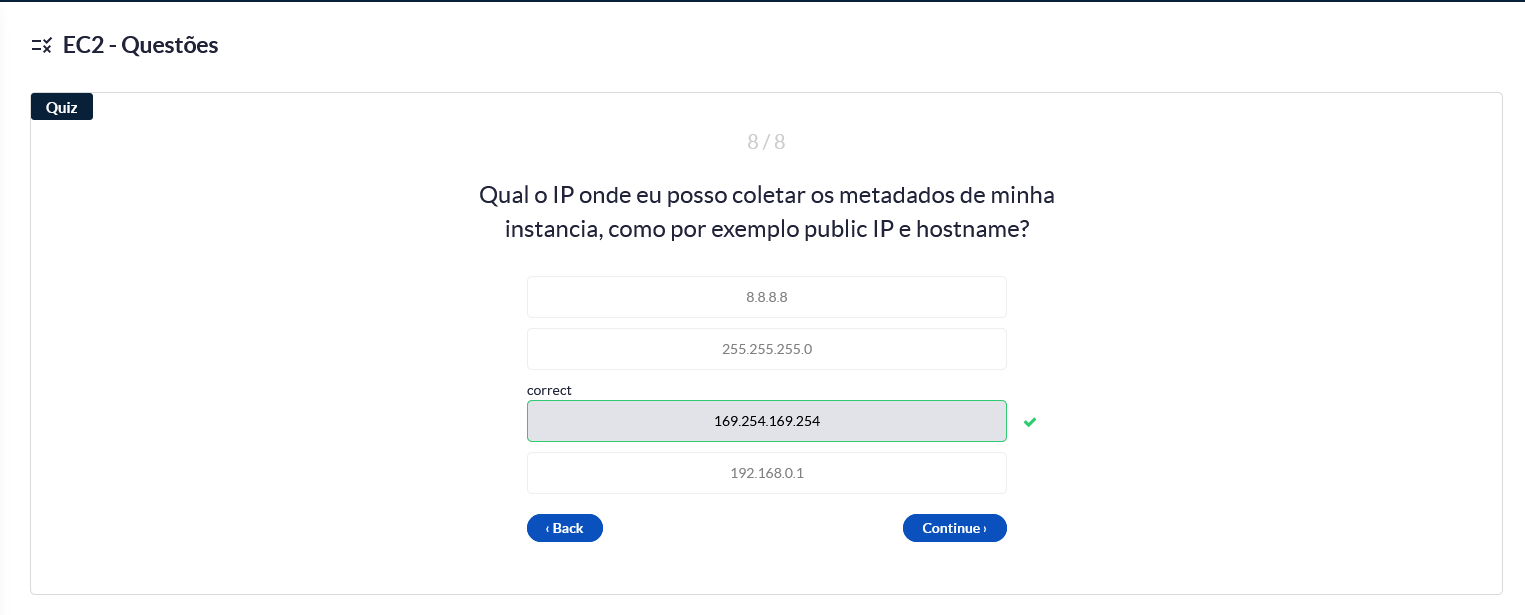 EC2 - Questões
Quiz
8 / 8
Qual o IP onde eu posso coletar os metadados de minha
instancia, como por exemplo public IP e hostname?
8.8.8.8
255.255.255.0
correct
169.254.169.254
192.168.0.1
‹ Back
Continue ›